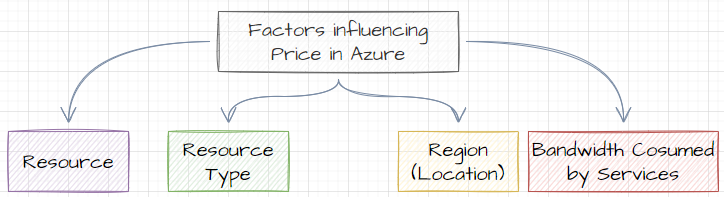 Factors influencing
Price in Azure
Resource
Resource
Type
Region
(Location)
Bandwidth Cosumed
by Services